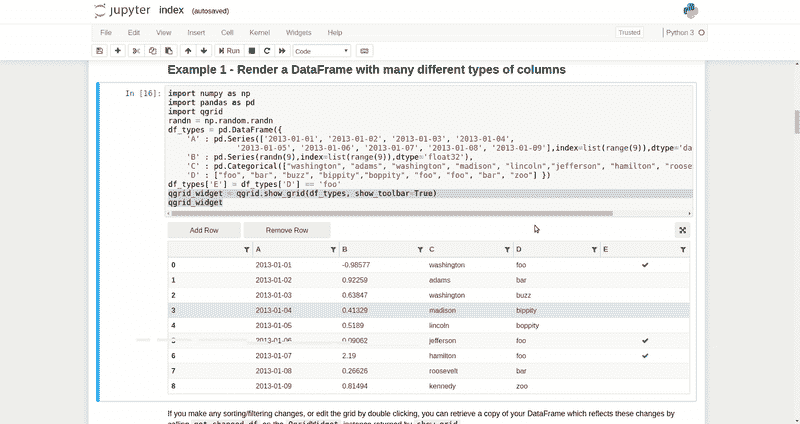 jupyter index (autosaved)
File Edit View Insert Cell Kernel Widgets Help Trusted Python 3
Run Code
Example 1 - Render a DataFrame with many different types of columns
In [16]: import numpy as np
import pandas as pd
import qgrid
randn = np.random.randn
df_types = pd.DataFrame({
'A' : pd.Series(['2013-01-01', '2013-01-02', '2013-01-03', '2013-01-04',
'2013-01-05', '2013-01-06', '2013-01-07', '2013-01-08', '2013-01-09'],index=list(range(9)),dtype='da
'B' : pd.Series(randn(9),index=list(range(9)),dtype='float32'),
'C' : pd.Categorical(["washington", "adams", "washington", "madison", "lincoln","jefferson", "hamilton", "roose
'D' : ["foo", "bar", "buzz", "bippity","boppity", "foo", "foo", "bar", "zoo"] })
df_types['E'] = df_types['D'] == 'foo'
qgrid_widget = qgrid.show_grid(df_types, show_toolbar=True)
qgrid_widget
Add Row Remove Row
A B C D E
0 2013-01-01 -0.98577 washington foo
1 2013-01-02 0.92259 adams bar
2 2013-01-03 0.63847 washington buzz
3 2013-01-04 0.41329 madison bippity
4 2013-01-05 0.5189 lincoln boppity
5 2013-01-06 0.09062 jefferson foo
6 2013-01-07 2.19 hamilton foo
7 2013-01-08 0.26626 roosevelt bar
8 2013-01-09 0.81494 kennedy zoo
If you make any sorting/filtering changes, or edit the grid by double clicking, you can retrieve a copy of your DataFrame which reflects these changes by
calling get_changed_df on the QgridWidget instance returned by show_grid.